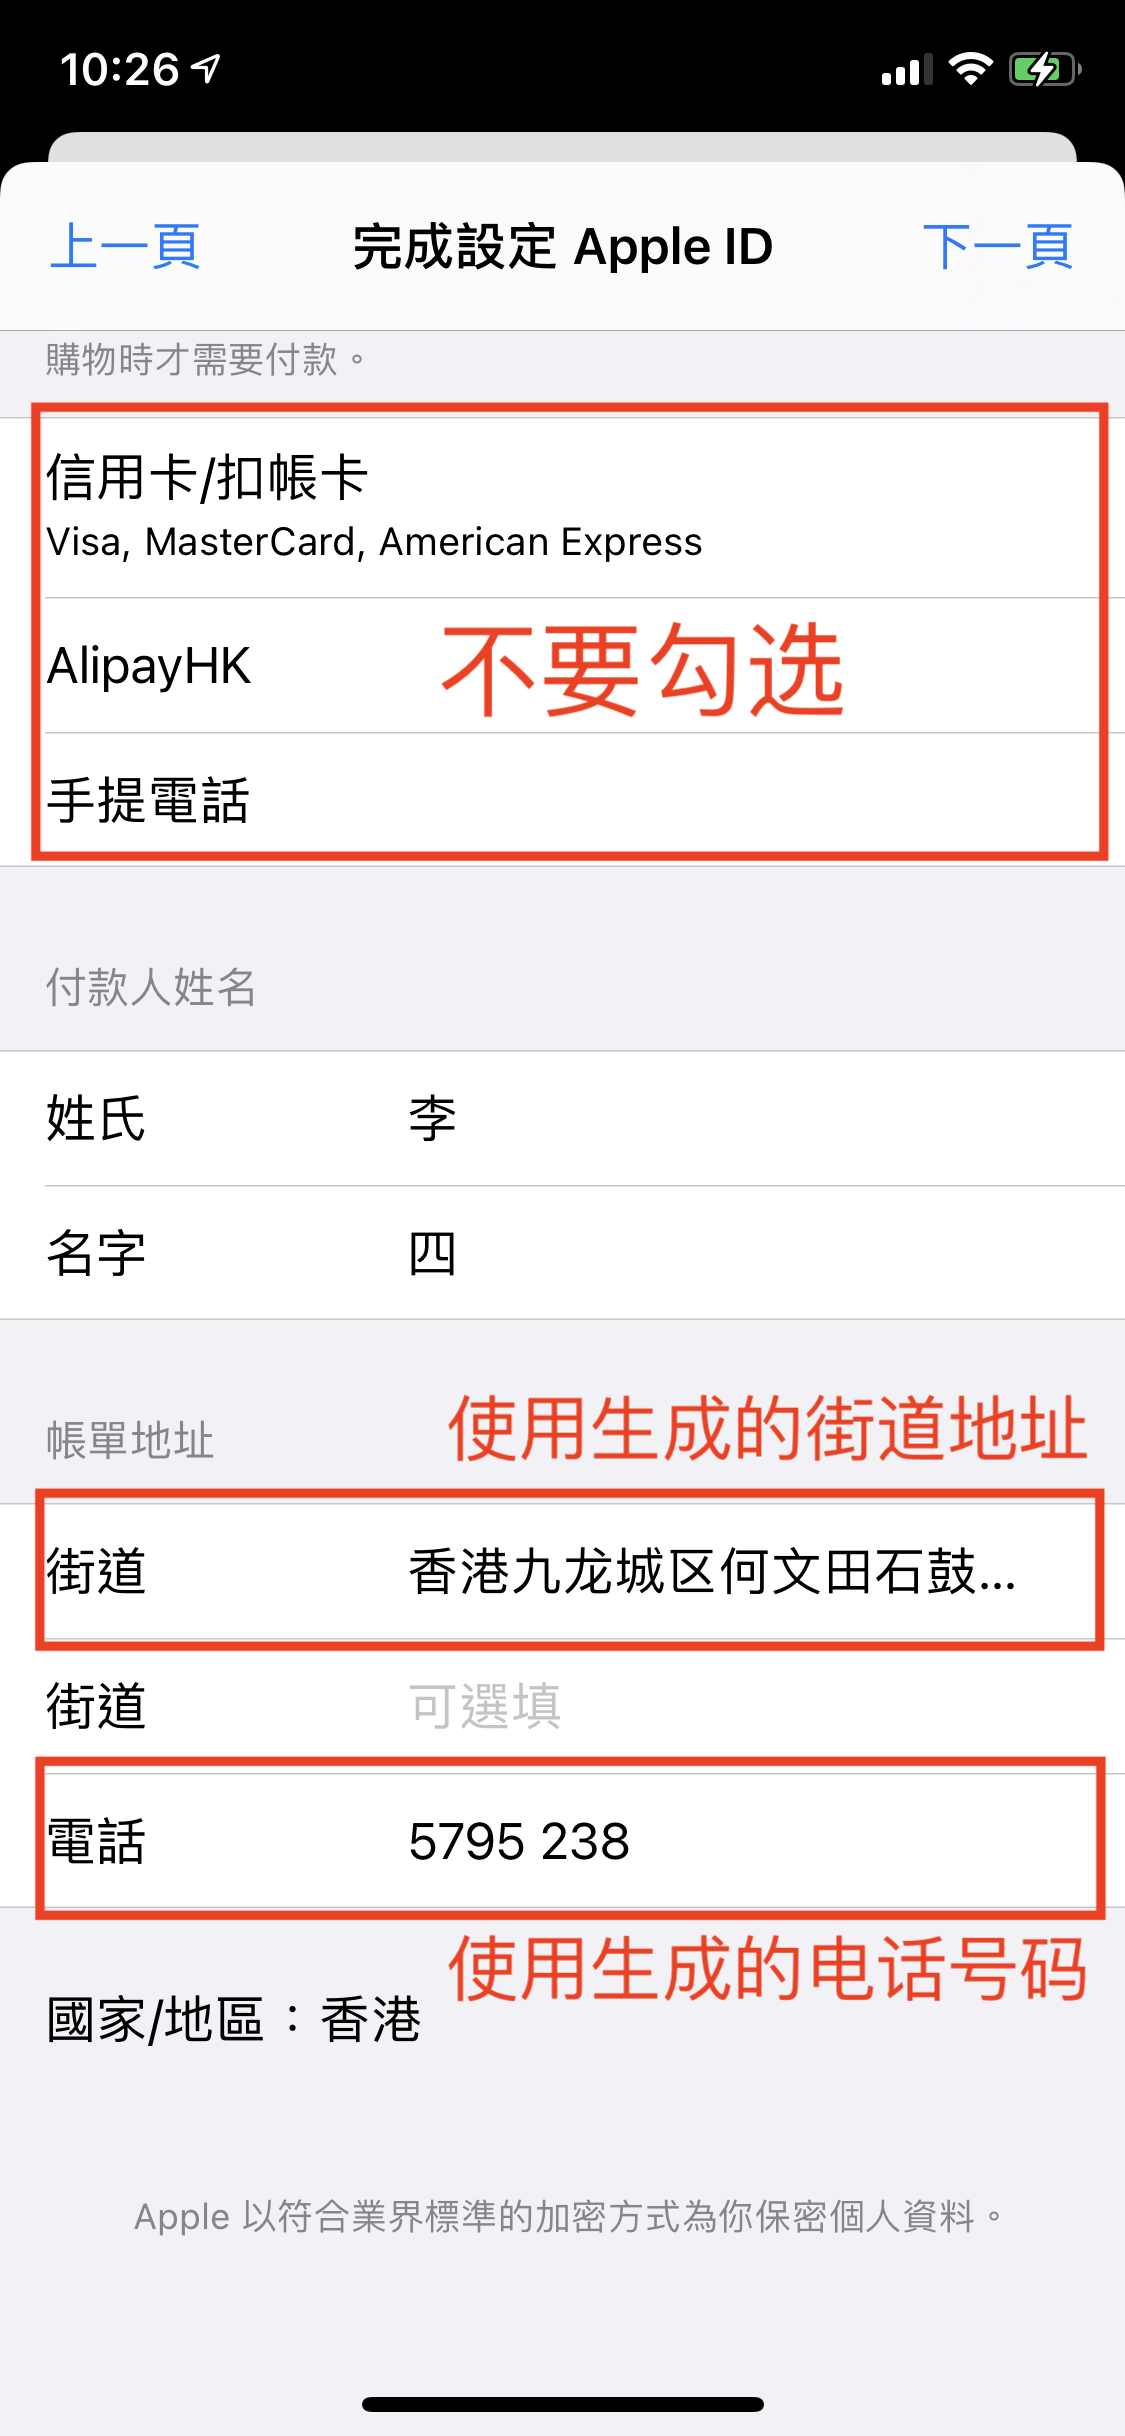 10:26
上一頁 完成設定 Apple ID 下一頁
購物時才需要付款。
信用卡/扣帳卡
Visa, MasterCard, American Express
AlipayHK 不要勾选
手提電話
付款人姓名
姓氏 李
名字 四
帳單地址 使用生成的街道地址
街道 香港九龙城区何文田石鼓...
街道 可選填
電話 5795 238
使用生成的电话号码
國家/地區：香港
Apple 以符合業界標準的加密方式為你保密個人資料。